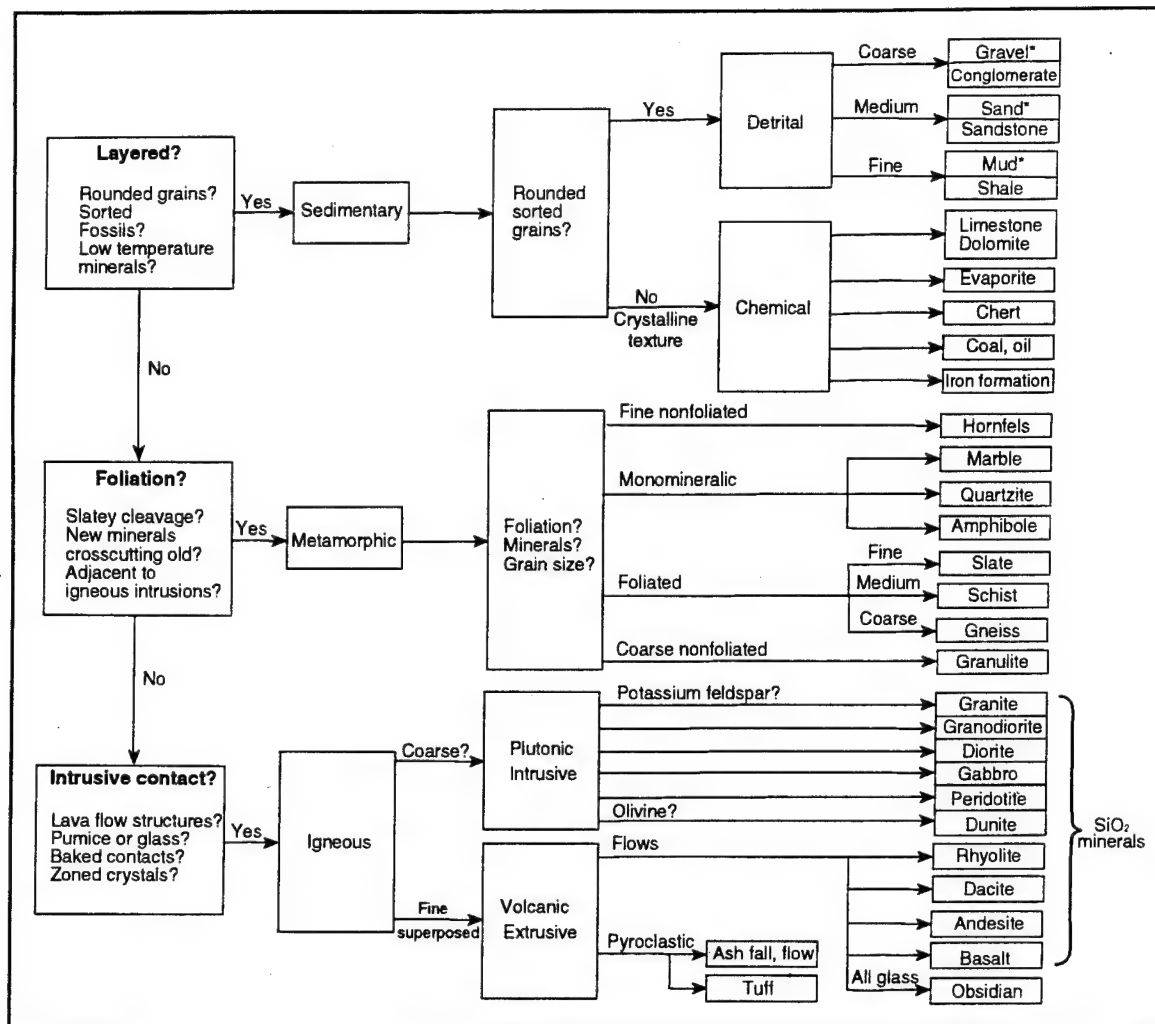 Layered?
Rounded grains?
Sorted
Fossils?
Low temperature
minerals?
Yes
Sedimentary
Rounded
sorted
grains?
Yes
Detrital
Coarse
Gravel*
Conglomerate
Medium
Sand*
Sandstone
Fine
Mud*
Shale
No
Crystalline
texture
Chemical
Limestone
Dolomite
Evaporite
Chert
Coal, oil
Iron formation
No
Foliation?
Slatey cleavage?
New minerals
crosscutting old?
Adjacent to
igneous intrusions?
Yes
Metamorphic
Foliation?
Minerals?
Grain size?
Fine nonfoliated
Hornfels
Monomineralic
Marble
Quartzite
Amphibole
Foliated
Fine
Slate
Medium
Schist
Coarse
Gneiss
Coarse nonfoliated
Granulite
No
Intrusive contact?
Lava flow structures?
Pumice or glass?
Baked contacts?
Zoned crystals?
Yes
Igneous
Coarse?
Plutonic
Intrusive
Potassium feldspar?
Granite
Granodiorite
Diorite
Gabbro
Peridotite
Olivine?
Dunite
Fine
superposed
Volcanic
Extrusive
Flows
Rhyolite
Dacite
Andesite
Basalt
All glass
Obsidian
Pyroclastic
Ash fall, flow
Tuff
SiO₂
minerals